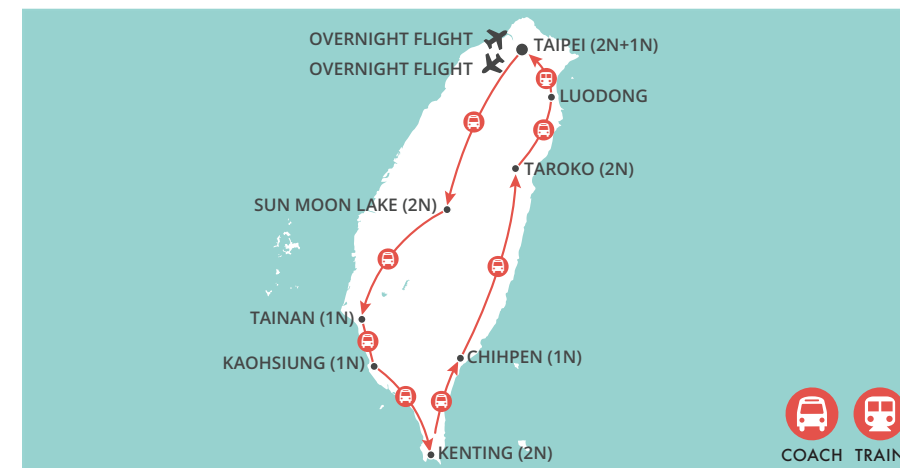 OVERNIGHT FLIGHT
OVERNIGHT FLIGHT
TAIPEI (2N+1N)
LUODONG
TAROKO (2N)
SUN MOON LAKE (2N)
TAINAN (1N)
KAOHSIUNG (1N)
CHIHPEN (1N)
KENTING (2N)
COACH TRAIN